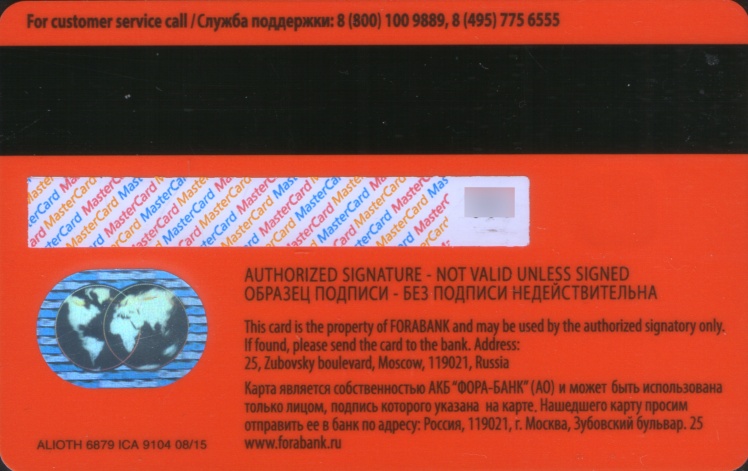 For customer service call / Служба поддержки: 8 (800) 100 9889, 8 (495) 775 6555
MasterCard MasterCard MasterCard MasterCard
AUTHORIZED SIGNATURE - NOT VALID UNLESS SIGNED
ОБРАЗЕЦ ПОДПИСИ - БЕЗ ПОДПИСИ НЕДЕЙСТВИТЕЛЬНА
This card is the property of FORABANK and may be used by the authorized signatory only.
If found, please send the card to the bank. Address:
25, Zubovsky boulevard, Moscow, 119021, Russia
Карта является собственностью АКБ "ФОРА-БАНК" (АО) и может быть использована
только лицом, подпись которого указана на карте. Нашедшего карту просим
отправить ее в банк по адресу: Россия, 119021, г. Москва, Зубовский бульвар. 25
www.forabank.ru
ALIOTH 6879 ICA 9104 08/15